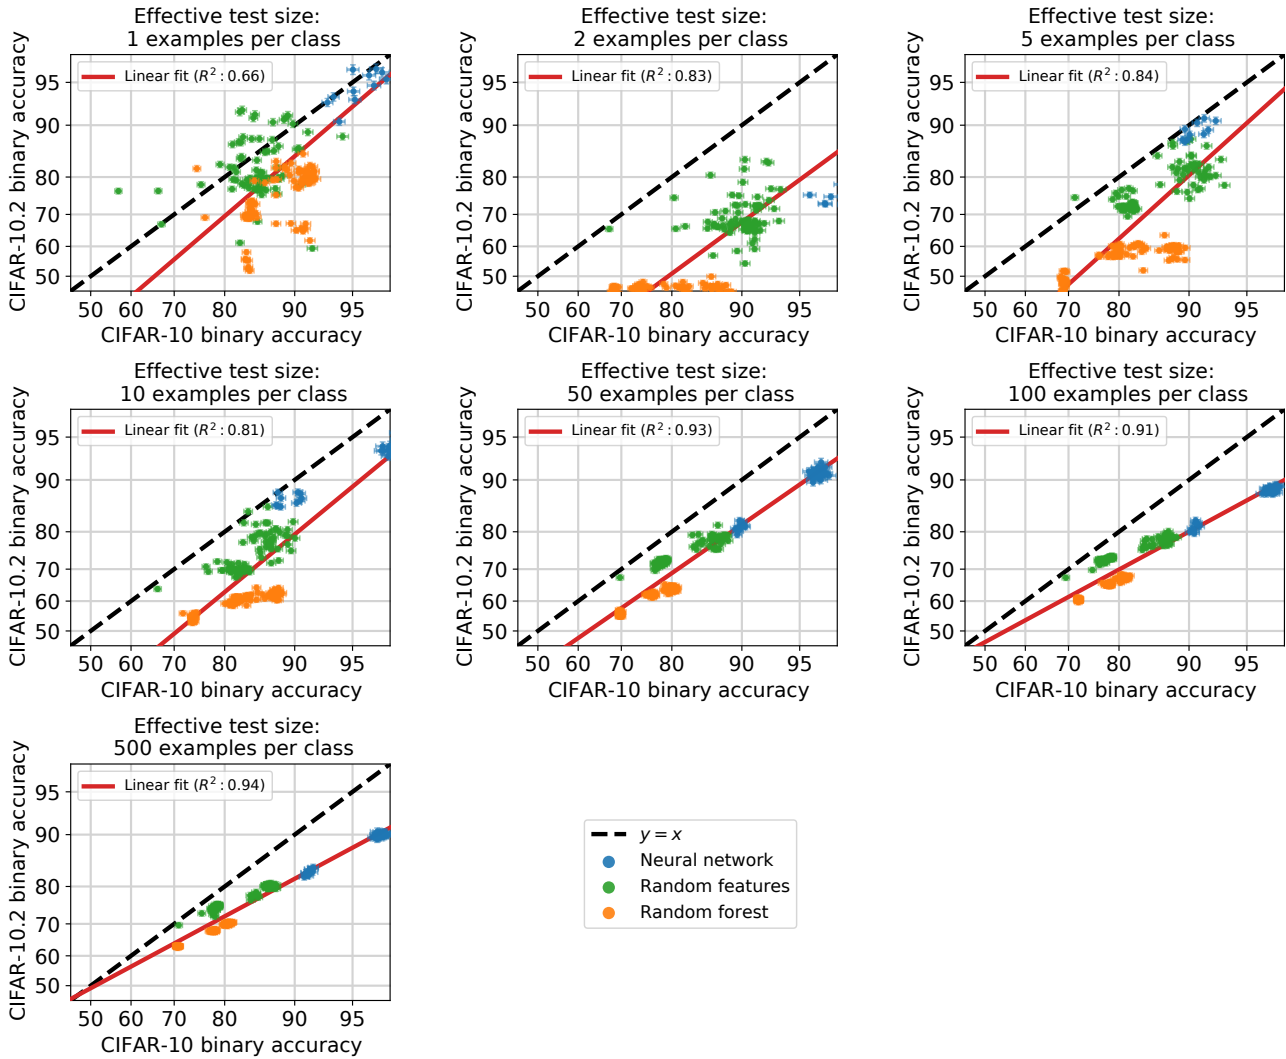 Effective test size:
1 examples per class
CIFAR-10.2 binary accuracy
95
90
80
70
60
50
Linear fit (R²: 0.66)
50 60 70 80 90 95
CIFAR-10 binary accuracy
Effective test size:
2 examples per class
CIFAR-10.2 binary accuracy
95
90
80
70
60
50
Linear fit (R²: 0.83)
50 60 70 80 90 95
CIFAR-10 binary accuracy
Effective test size:
5 examples per class
CIFAR-10.2 binary accuracy
95
90
80
70
60
50
Linear fit (R²: 0.84)
50 60 70 80 90 95
CIFAR-10 binary accuracy
Effective test size:
10 examples per class
CIFAR-10.2 binary accuracy
95
90
80
70
60
50
Linear fit (R²: 0.81)
50 60 70 80 90 95
CIFAR-10 binary accuracy
Effective test size:
50 examples per class
CIFAR-10.2 binary accuracy
95
90
80
70
60
50
Linear fit (R²: 0.93)
50 60 70 80 90 95
CIFAR-10 binary accuracy
Effective test size:
100 examples per class
CIFAR-10.2 binary accuracy
95
90
80
70
60
50
Linear fit (R²: 0.91)
50 60 70 80 90 95
CIFAR-10 binary accuracy
Effective test size:
500 examples per class
CIFAR-10.2 binary accuracy
95
90
80
70
60
50
Linear fit (R²: 0.94)
50 60 70 80 90 95
CIFAR-10 binary accuracy
y = x
Neural network
Random features
Random forest